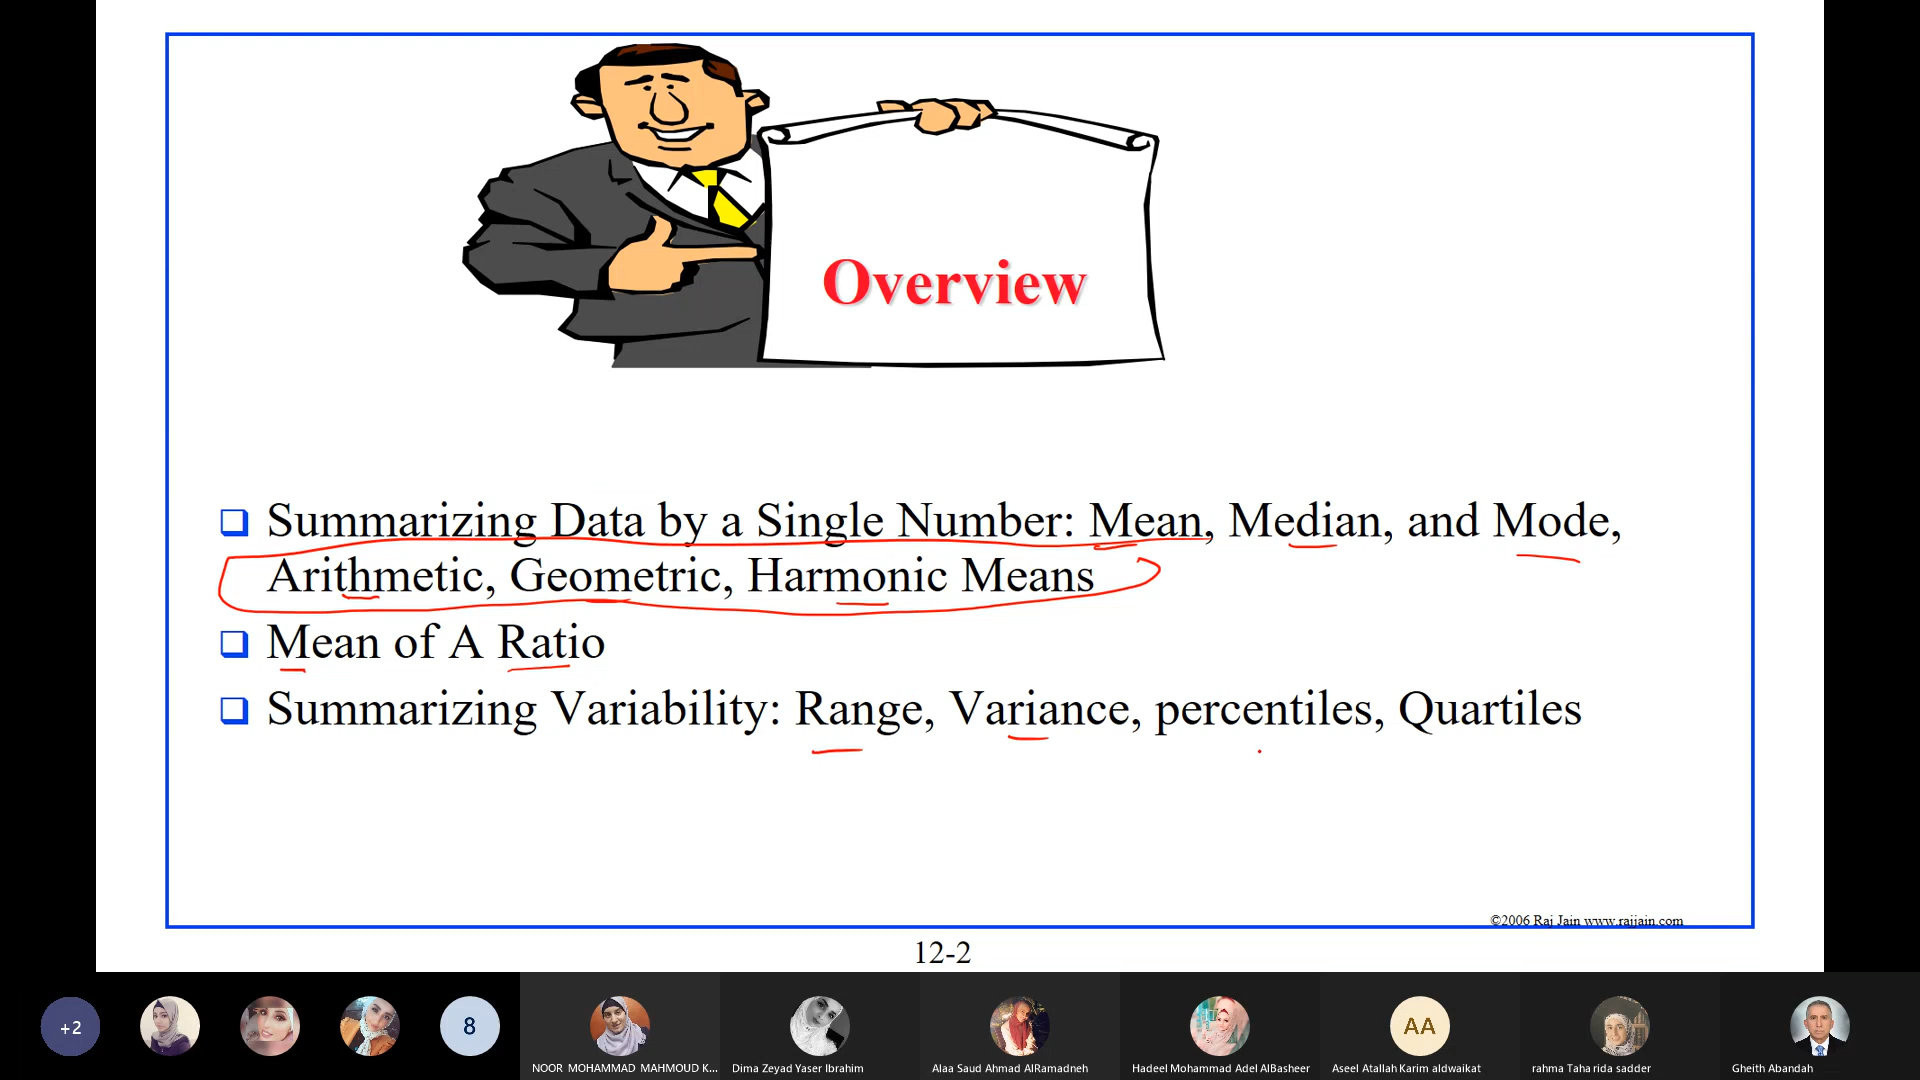 Overview
Summarizing Data by a Single Number: Mean, Median, and Mode,
Arithmetic, Geometric, Harmonic Means
Mean of A Ratio
Summarizing Variability: Range, Variance, percentiles, Quartiles
©2006 Raj Jain www.rajjain.com
12-2
+2
8
AA
NOOR MOHAMMAD MAHMOUD K...
Dima Zeyad Yaser Ibrahim
Alaa Saud Ahmad AlRamadneh
Hadeel Mohammad Adel AlBasheer
Aseel Atallah Karim aldwaikat
rahma Taha rida sadder
Gheith Abandah